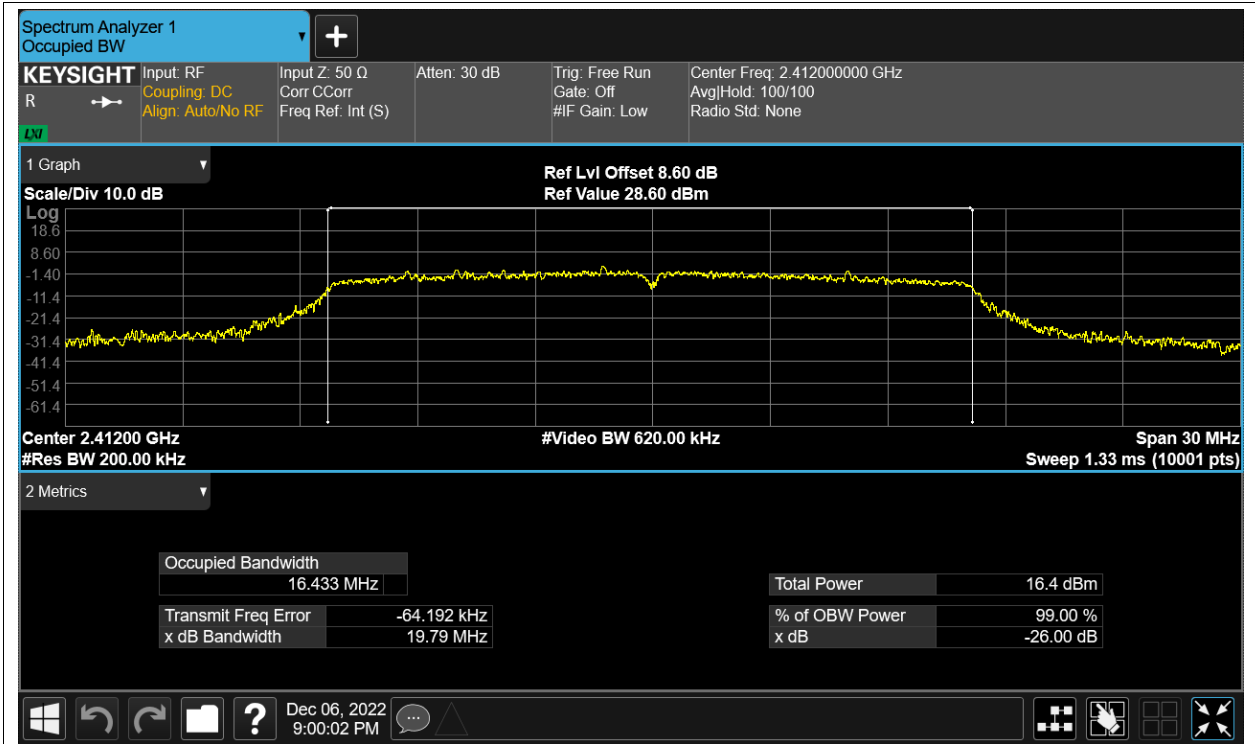 Spectrum Analyzer 1
Occupied BW
+
KEYSIGHT Input: RF Input Z: 50 Ω Atten: 30 dB Trig: Free Run Center Freq: 2.412000000 GHz
R Coupling: DC Corr CCorr Gate: Off Avg|Hold: 100/100
Align: Auto/No RF Freq Ref: Int (S) #IF Gain: Low Radio Std: None
LXI
1 Graph
Ref Lvl Offset 8.60 dB
Scale/Div 10.0 dB Ref Value 28.60 dBm
Log
18.6
8.60
-1.40
-11.4
-21.4
-31.4
-41.4
-51.4
-61.4
Center 2.41200 GHz #Video BW 620.00 kHz Span 30 MHz
#Res BW 200.00 kHz Sweep 1.33 ms (10001 pts)
2 Metrics
Occupied Bandwidth
16.433 MHz Total Power 16.4 dBm
Transmit Freq Error -64.192 kHz % of OBW Power 99.00 %
x dB Bandwidth 19.79 MHz x dB -26.00 dB
? Dec 06, 2022
9:00:02 PM